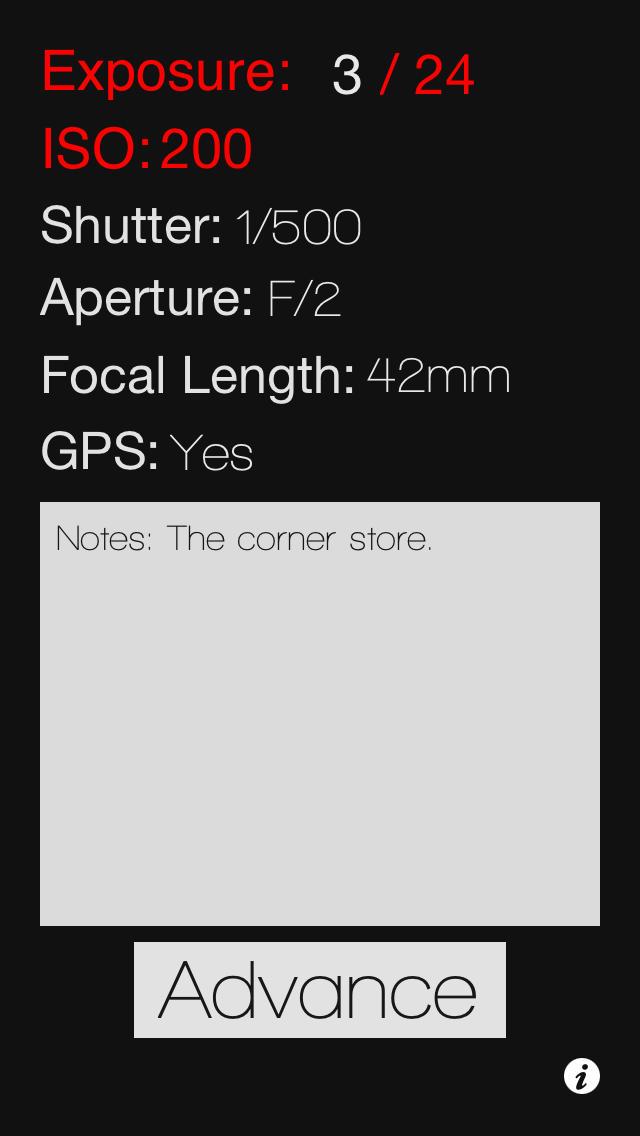 Exposure: 3 / 24
ISO: 200
Shutter: 1/500
Aperture: F/2
Focal Length: 42mm
GPS: Yes
Notes: The corner store.
Advance
i